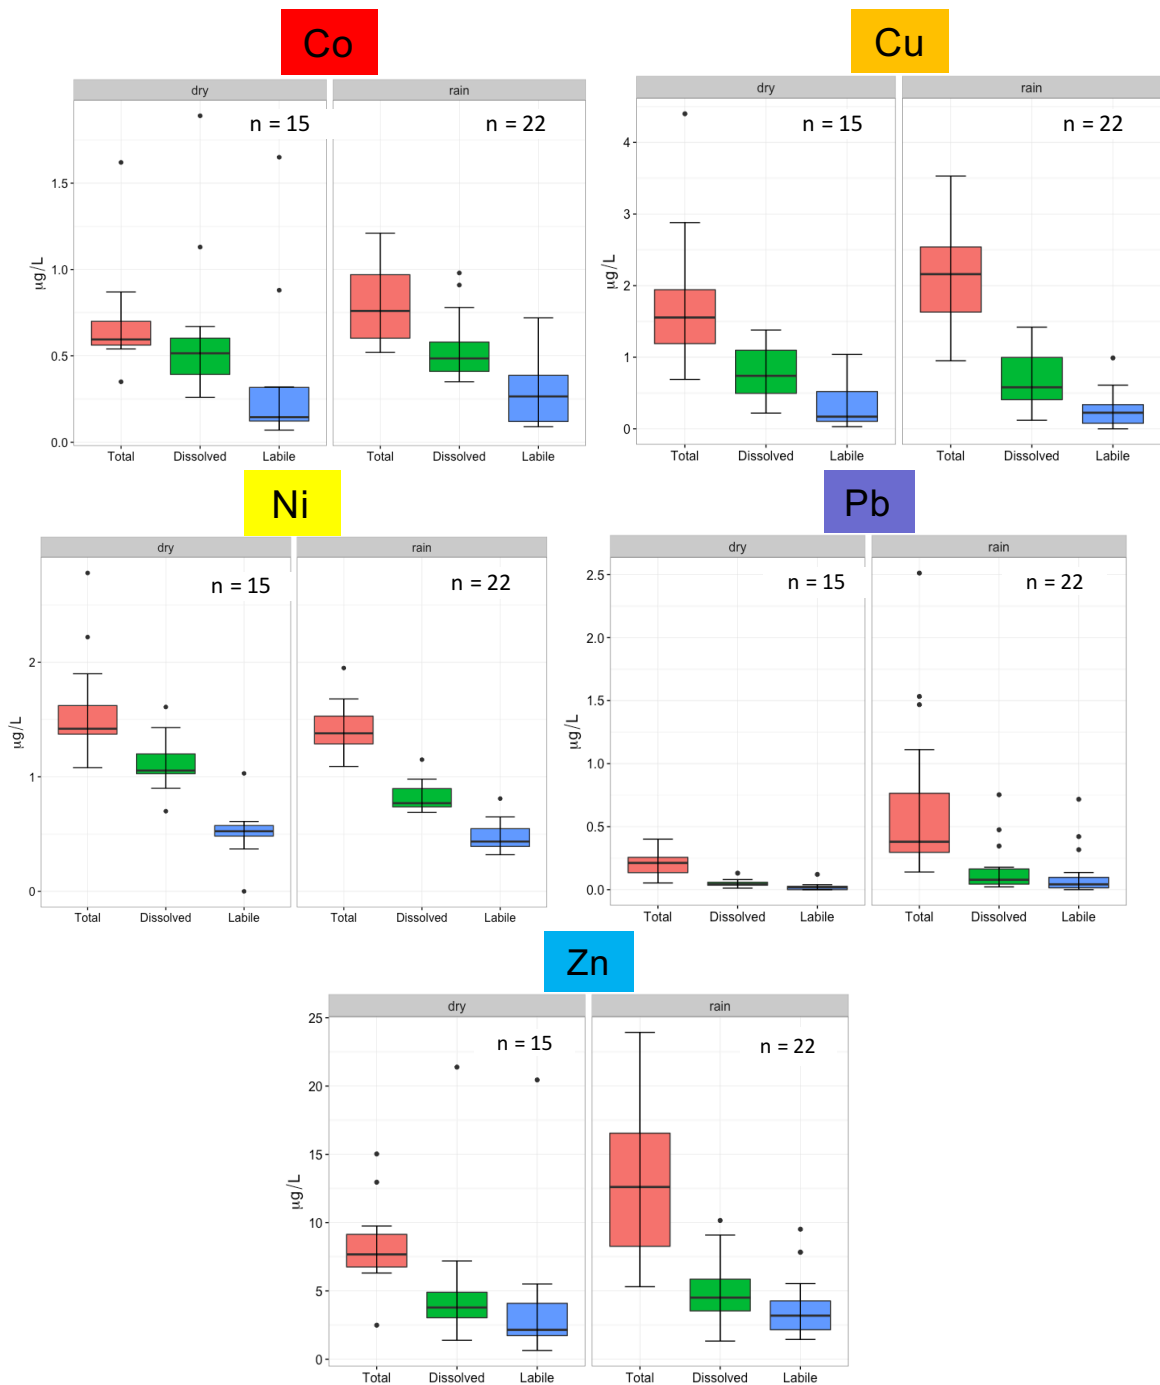 Co
Cu
dry
rain
n = 15
n = 22
1.5
1.0
0.5
0.0
µg/L
Total
Dissolved
Labile
Total
Dissolved
Labile
dry
rain
n = 15
n = 22
4
3
2
1
0
µg/L
Total
Dissolved
Labile
Total
Dissolved
Labile
Ni
Pb
dry
rain
n = 15
n = 22
2
1
0
µg/L
Total
Dissolved
Labile
Total
Dissolved
Labile
dry
rain
n = 15
n = 22
2.5
2.0
1.5
1.0
0.5
0.0
µg/L
Total
Dissolved
Labile
Total
Dissolved
Labile
Zn
dry
rain
n = 15
n = 22
25
20
15
10
5
0
µg/L
Total
Dissolved
Labile
Total
Dissolved
Labile